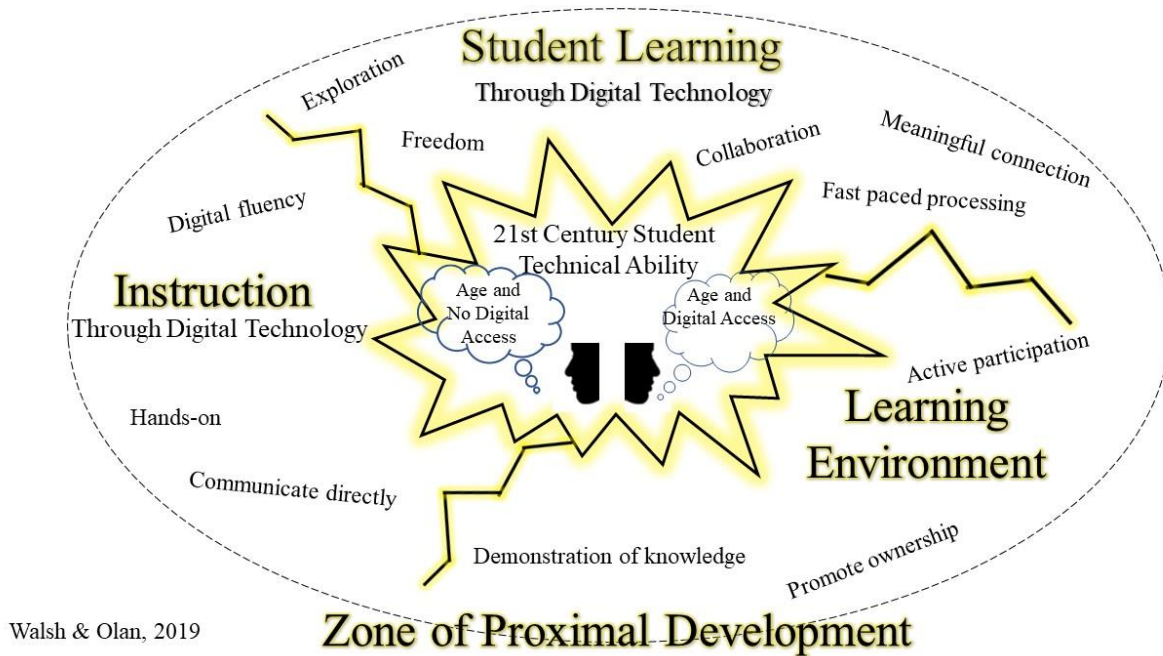 Student Learning
Through Digital Technology
Exploration
Freedom
Collaboration
Meaningful connection
Digital fluency
Fast paced processing
21st Century Student
Technical Ability
Instruction
Through Digital Technology
Age and
No Digital
Access
Age and
Digital Access
Active participation
Learning
Environment
Hands-on
Communicate directly
Demonstration of knowledge
Promote ownership
Walsh & Olan, 2019
Zone of Proximal Development